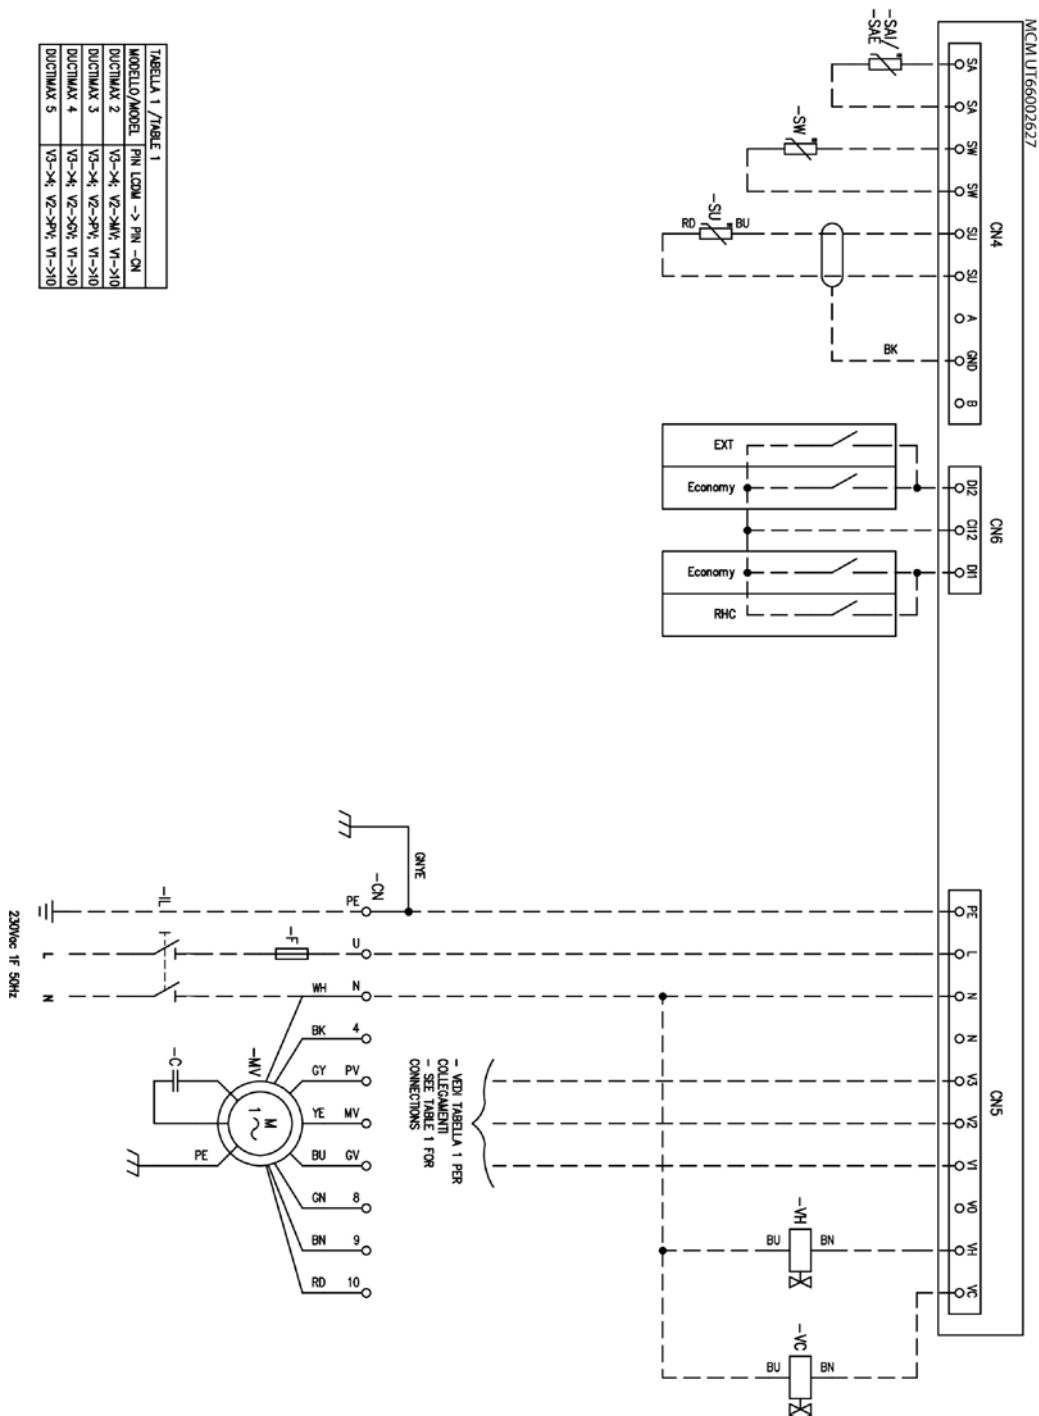 MCM UT66002627
CN4
SA
SA
SW
SW
SU
SU
A
GND
B
-SAI/
-SAE
-SW
-SU
RD
BU
BK
CN6
DI2
CI12
DI1
EXT
Economy
Economy
RHC
CN5
PE
L
N
N
V3
V2
V1
V0
VH
VC
GNYE
-CN
PE
U
N
4
PV
MV
GV
8
9
10
WH
BK
GY
YE
BU
GN
BN
RD
-IL
-F
-C
-MV
M
1
PE
L
N
230Vac 1F 50Hz
- VEDI TABELLA 1 PER
COLLEGAMENTI
- SEE TABLE 1 FOR
CONNECTIONS
-VH
BU
BN
-VC
BU
BN
TABELLA 1 /TABLE 1
MODELLO/MODEL PIN LCDM -> PIN -CN
DUCTIMAX 2 V3->4; V2->MV; V1->10
DUCTIMAX 3 V3->4; V2->PV; V1->10
DUCTIMAX 4 V3->4; V2->GV; V1->10
DUCTIMAX 5 V3->4; V2->PV; V1->10